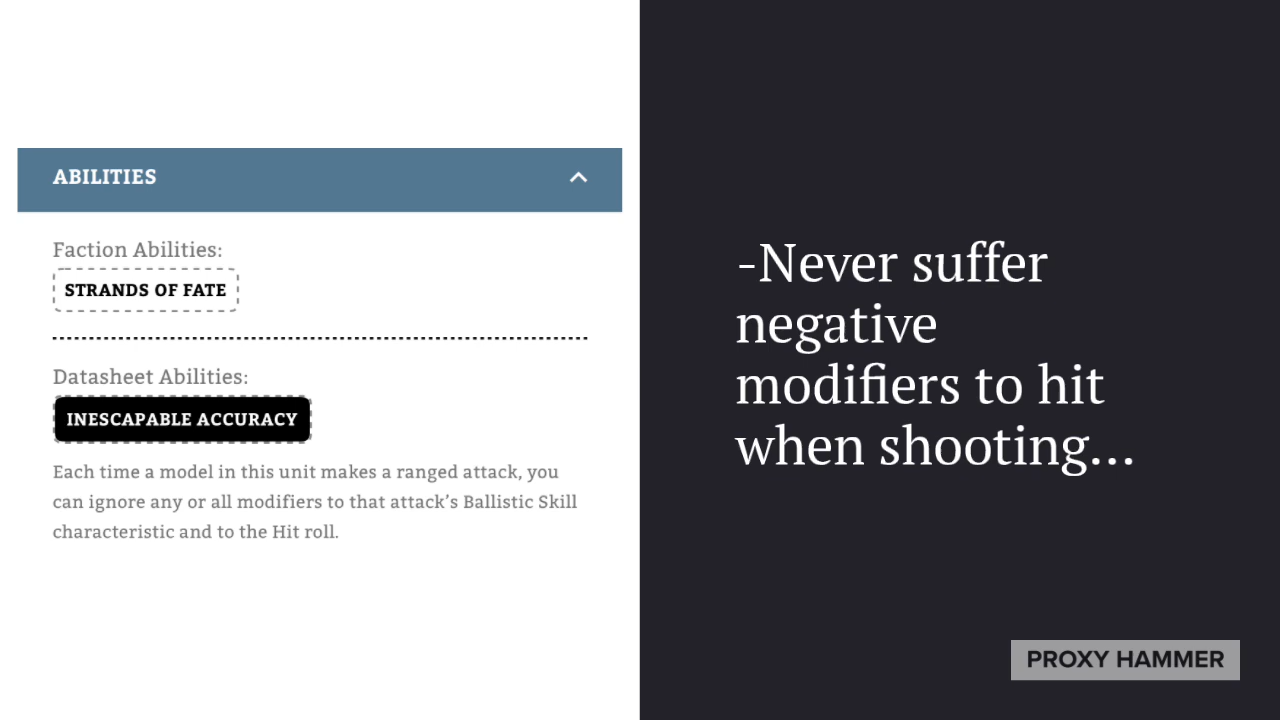 ABILITIES
Faction Abilities:
STRANDS OF FATE
Datasheet Abilities:
INESCAPABLE ACCURACY
Each time a model in this unit makes a ranged attack, you
can ignore any or all modifiers to that attack’s Ballistic Skill
characteristic and to the Hit roll.
-Never suffer
negative
modifiers to hit
when shooting...
PROXY HAMMER